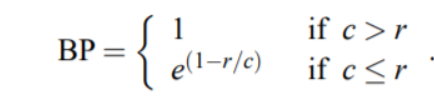 BP = { 1 if c > r
e^(1−r/c) if c ≤ r .